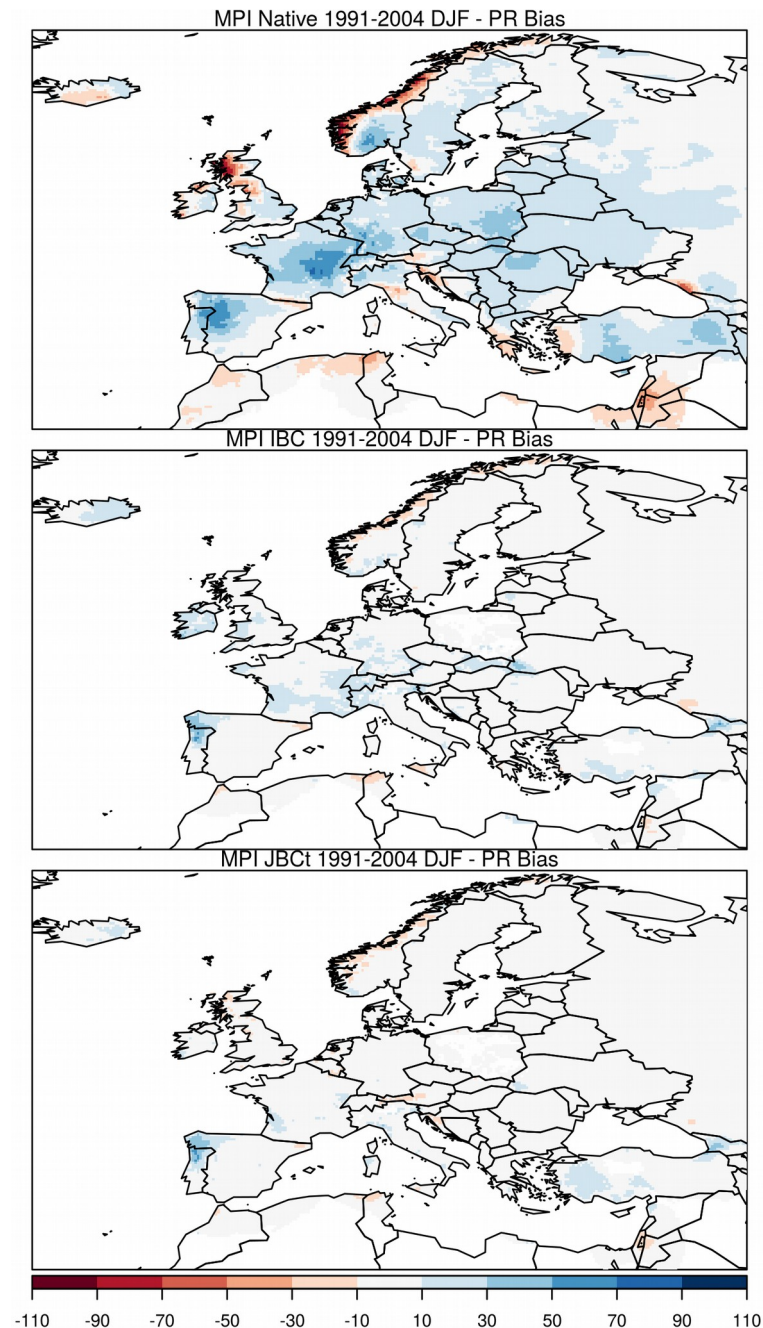 MPI Native 1991-2004 DJF - PR Bias
MPI IBC 1991-2004 DJF - PR Bias
MPI JBCt 1991-2004 DJF - PR Bias
-110 -90 -70 -50 -30 -10 10 30 50 70 90 110